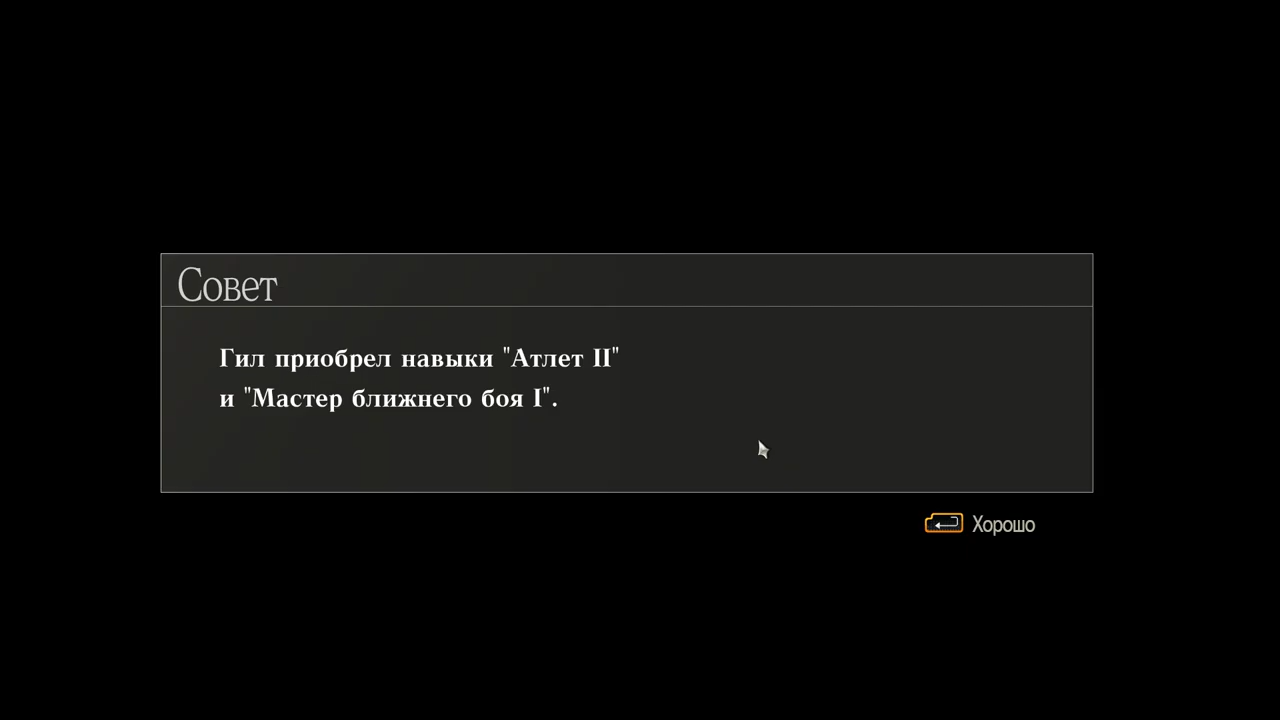 Совет
Гил приобрел навыки "Атлет II"
и "Мастер ближнего боя I".
Хорошо